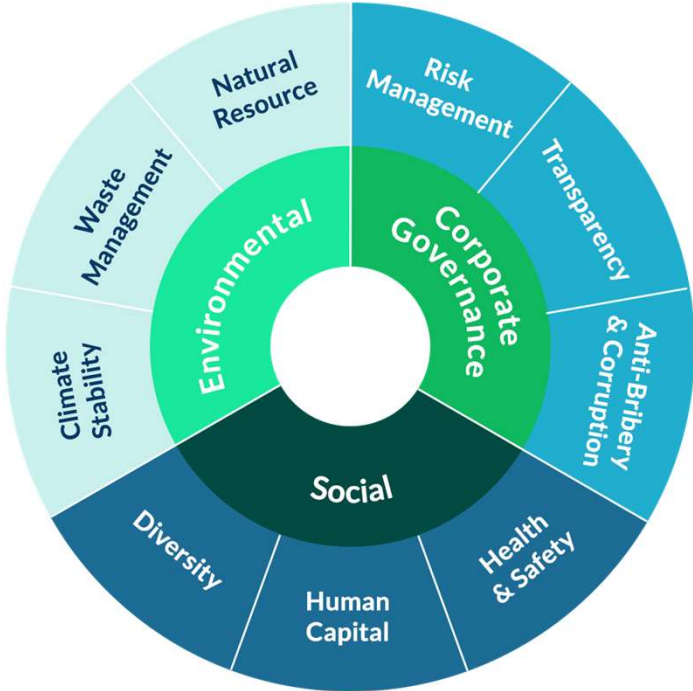 Natural
Resource
Risk
Management
Waste
Management
Transparency
Environmental
Corporate
Governance
Climate
Stability
Anti-Bribery
& Corruption
Social
Diversity
Human
Capital
Health
& Safety